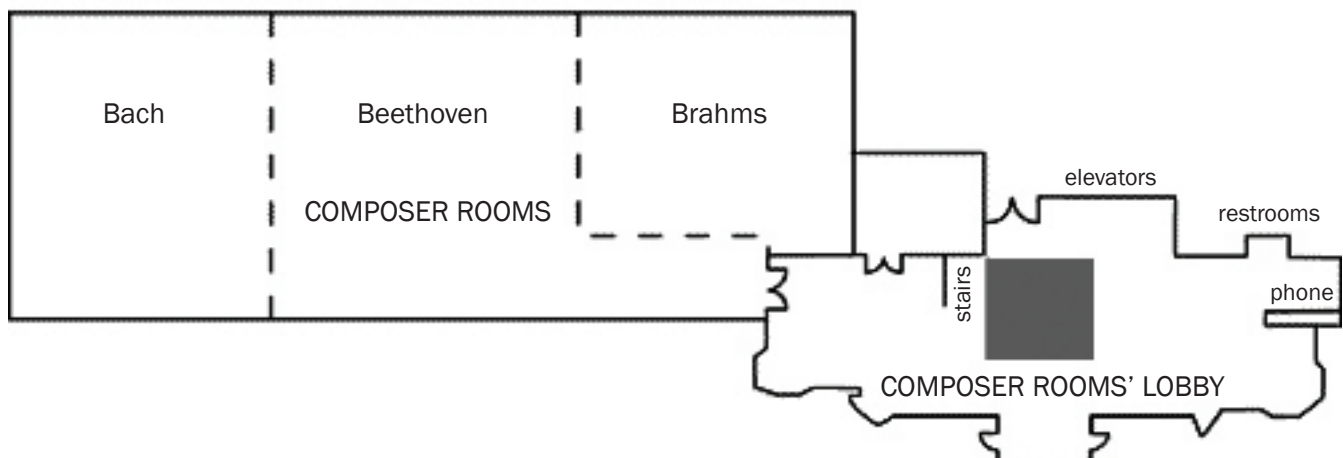 Bach
Beethoven
Brahms
COMPOSER ROOMS
elevators
restrooms
stairs
phone
COMPOSER ROOMS' LOBBY